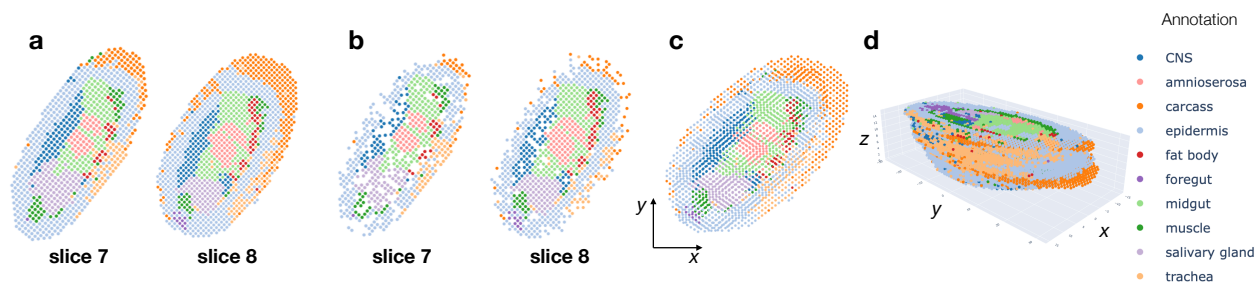 a
b
c
d
slice 7
slice 8
slice 7
slice 8
y
x
z
y
x
Annotation
CNS
amnioserosa
carcass
epidermis
fat body
foregut
midgut
muscle
salivary gland
trachea